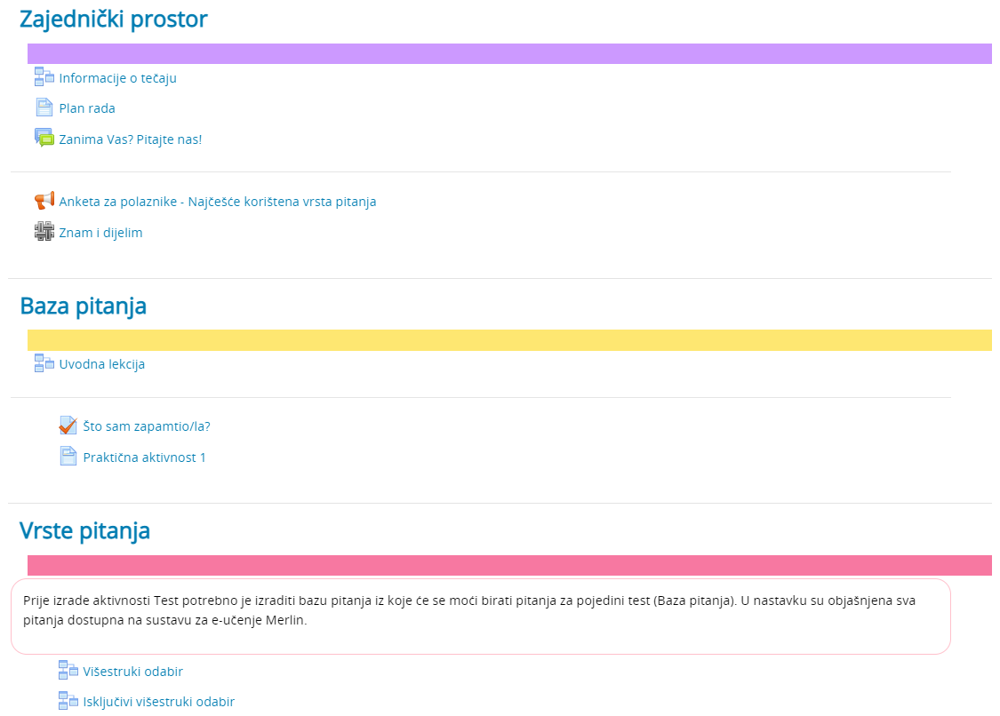 Zajednički prostor
Informacije o tečaju
Plan rada
Zanima Vas? Pitajte nas!
Anketa za polaznike - Najčešće korištena vrsta pitanja
Znam i dijelim
Baza pitanja
Uvodna lekcija
Što sam zapamtio/la?
Praktična aktivnost 1
Vrste pitanja
Prije izrade aktivnosti Test potrebno je izraditi bazu pitanja iz koje će se moći birati pitanja za pojedini test (Baza pitanja). U nastavku su objašnjena sva
pitanja dostupna na sustavu za e-učenje Merlin.
Višestruki odabir
Isključivi višestruki odabir